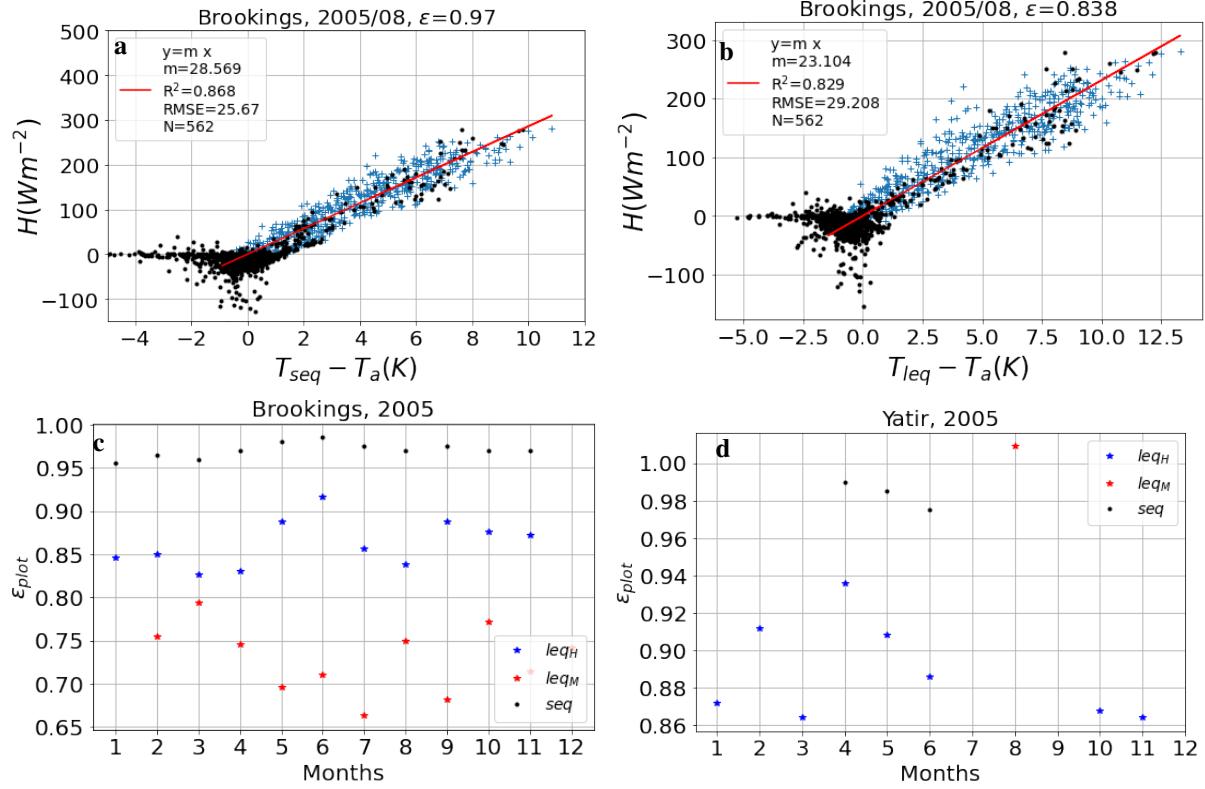 Brookings, 2005/08, ε=0.97
a
y=m x
m=28.569
R²=0.868
RMSE=25.67
N=562
500
400
300
200
100
0
−100
H(Wm⁻²)
−4 −2 0 2 4 6 8 10 12
T_seq − T_a(K)
Brookings, 2005/08, ε=0.838
b
y=m x
m=23.104
R²=0.829
RMSE=29.208
N=562
300
200
100
0
−100
H(Wm⁻²)
−5.0 −2.5 0.0 2.5 5.0 7.5 10.0 12.5
T_leq − T_a(K)
Brookings, 2005
c
1.00
0.95
0.90
0.85
0.80
0.75
0.70
0.65
ε_plot
leq_H
leq_M
seq
1 2 3 4 5 6 7 8 9 10 11 12
Months
Yatir, 2005
d
1.00
0.98
0.96
0.94
0.92
0.90
0.88
0.86
ε_plot
leq_H
leq_M
seq
1 2 3 4 5 6 7 8 9 10 11 12
Months